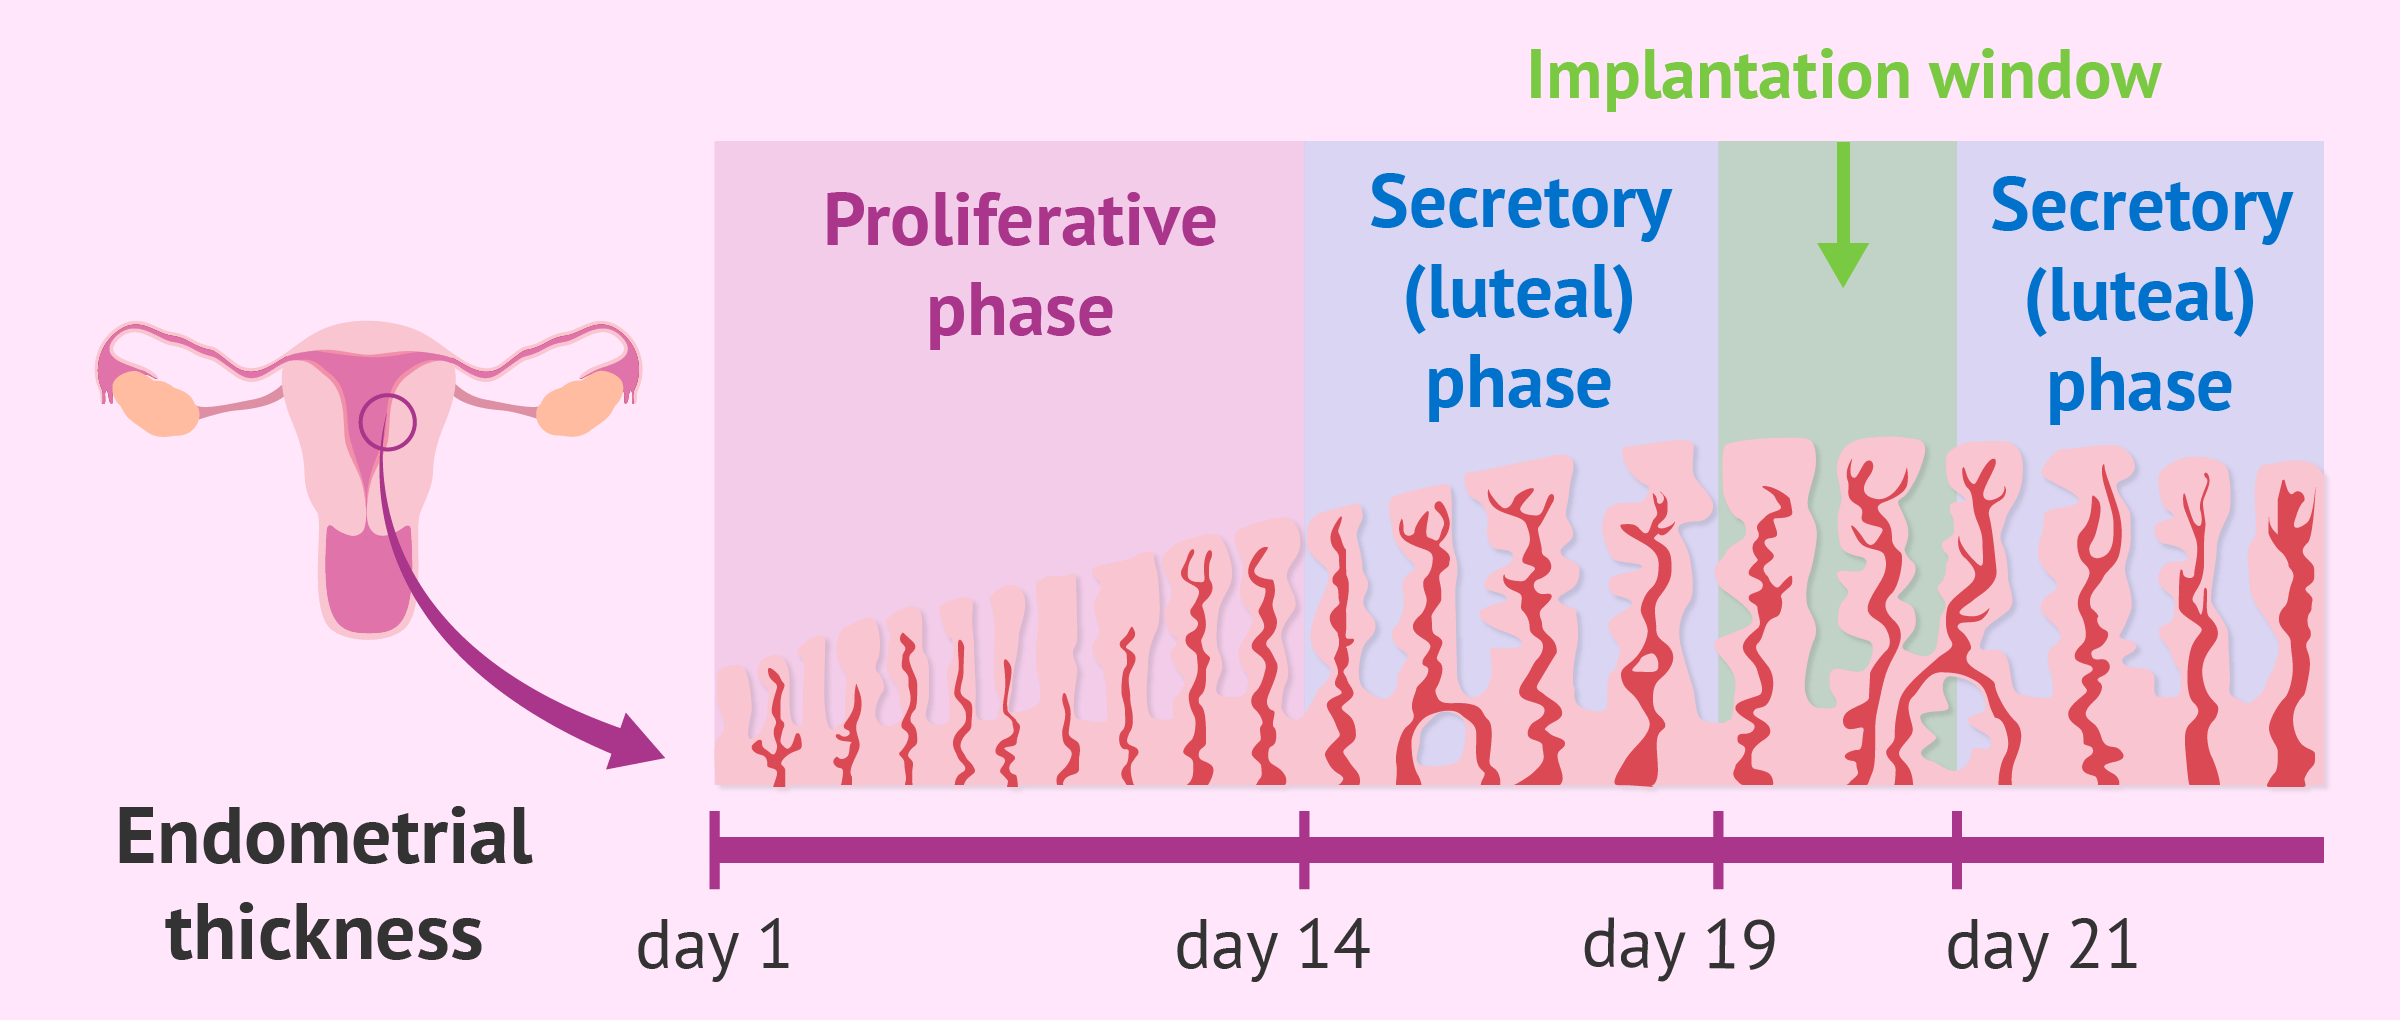 Implantation window
Proliferative
phase
Secretory
(luteal)
phase
Secretory
(luteal)
phase
Endometrial
thickness
day 1
day 14
day 19
day 21